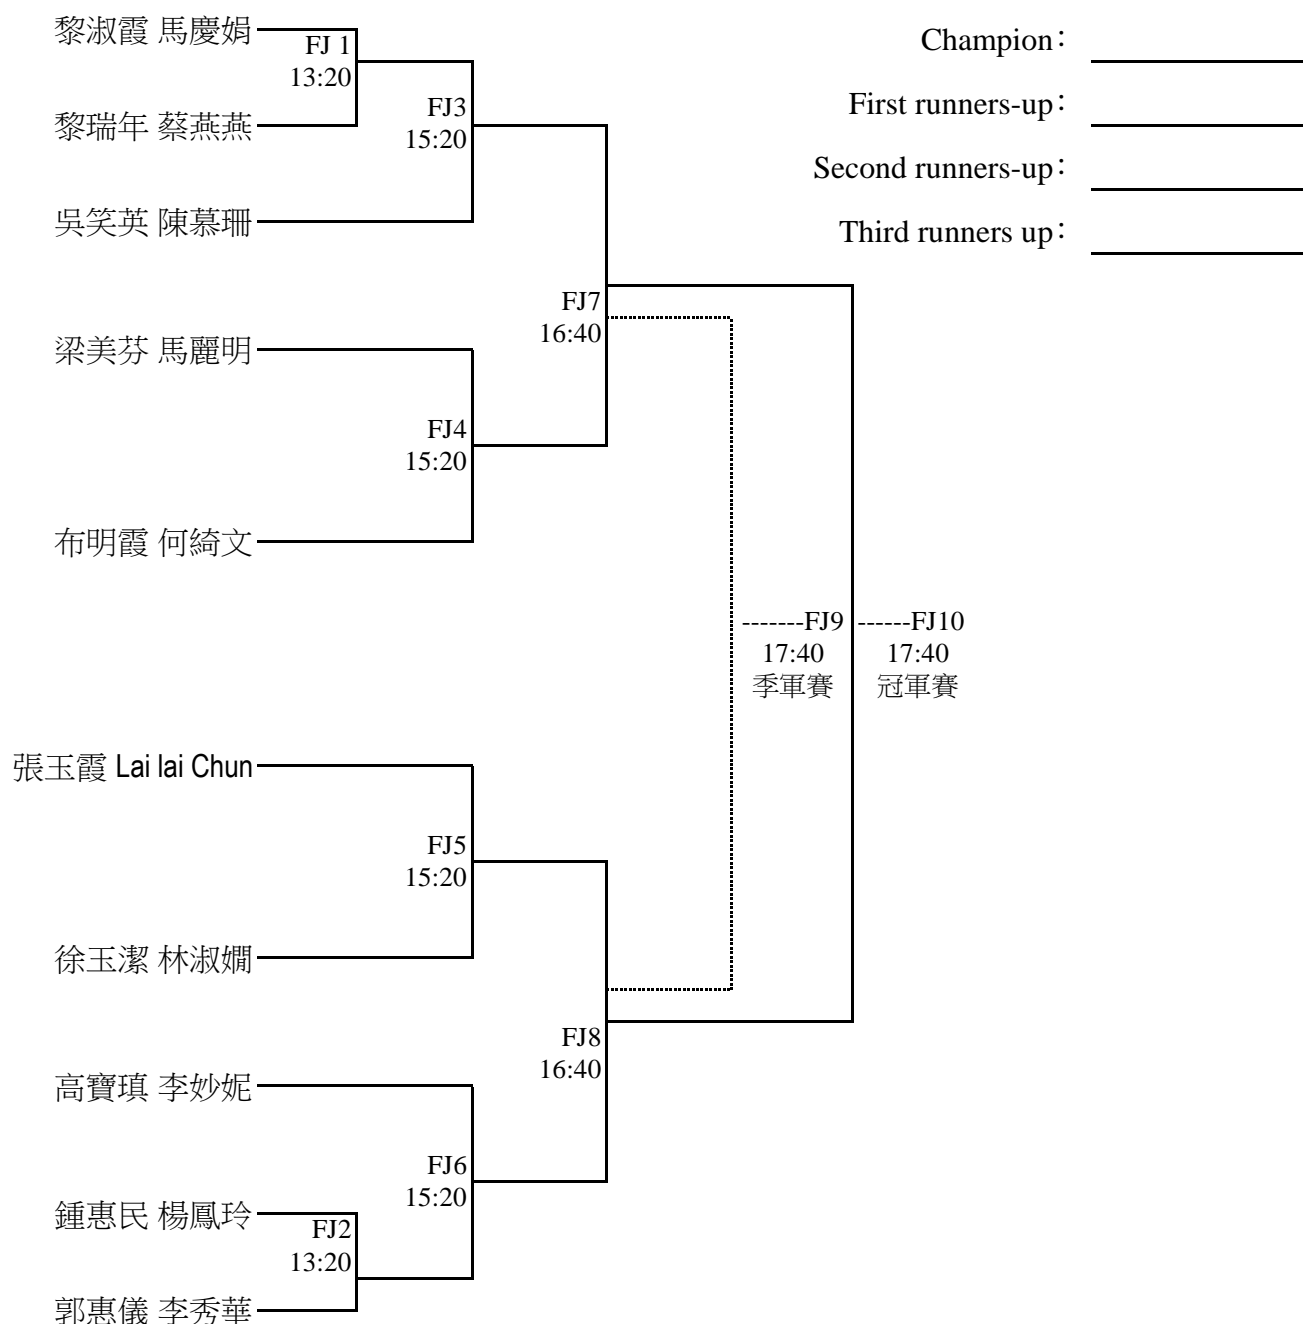 黎淑霞 馬慶娟
FJ 1
13:20
黎瑞年 蔡燕燕
FJ3
15:20
吳笑英 陳慕珊
Champion：
First runners-up：
Second runners-up：
Third runners up：
梁美芬 馬麗明
FJ7
16:40
FJ4
15:20
布明霞 何綺文
-------FJ9
17:40
季軍賽
------FJ10
17:40
冠軍賽
張玉霞 Lai lai Chun
FJ5
15:20
徐玉潔 林淑嫺
FJ8
16:40
高寶瑱 李妙妮
FJ6
15:20
鍾惠民 楊鳳玲
FJ2
13:20
郭惠儀 李秀華